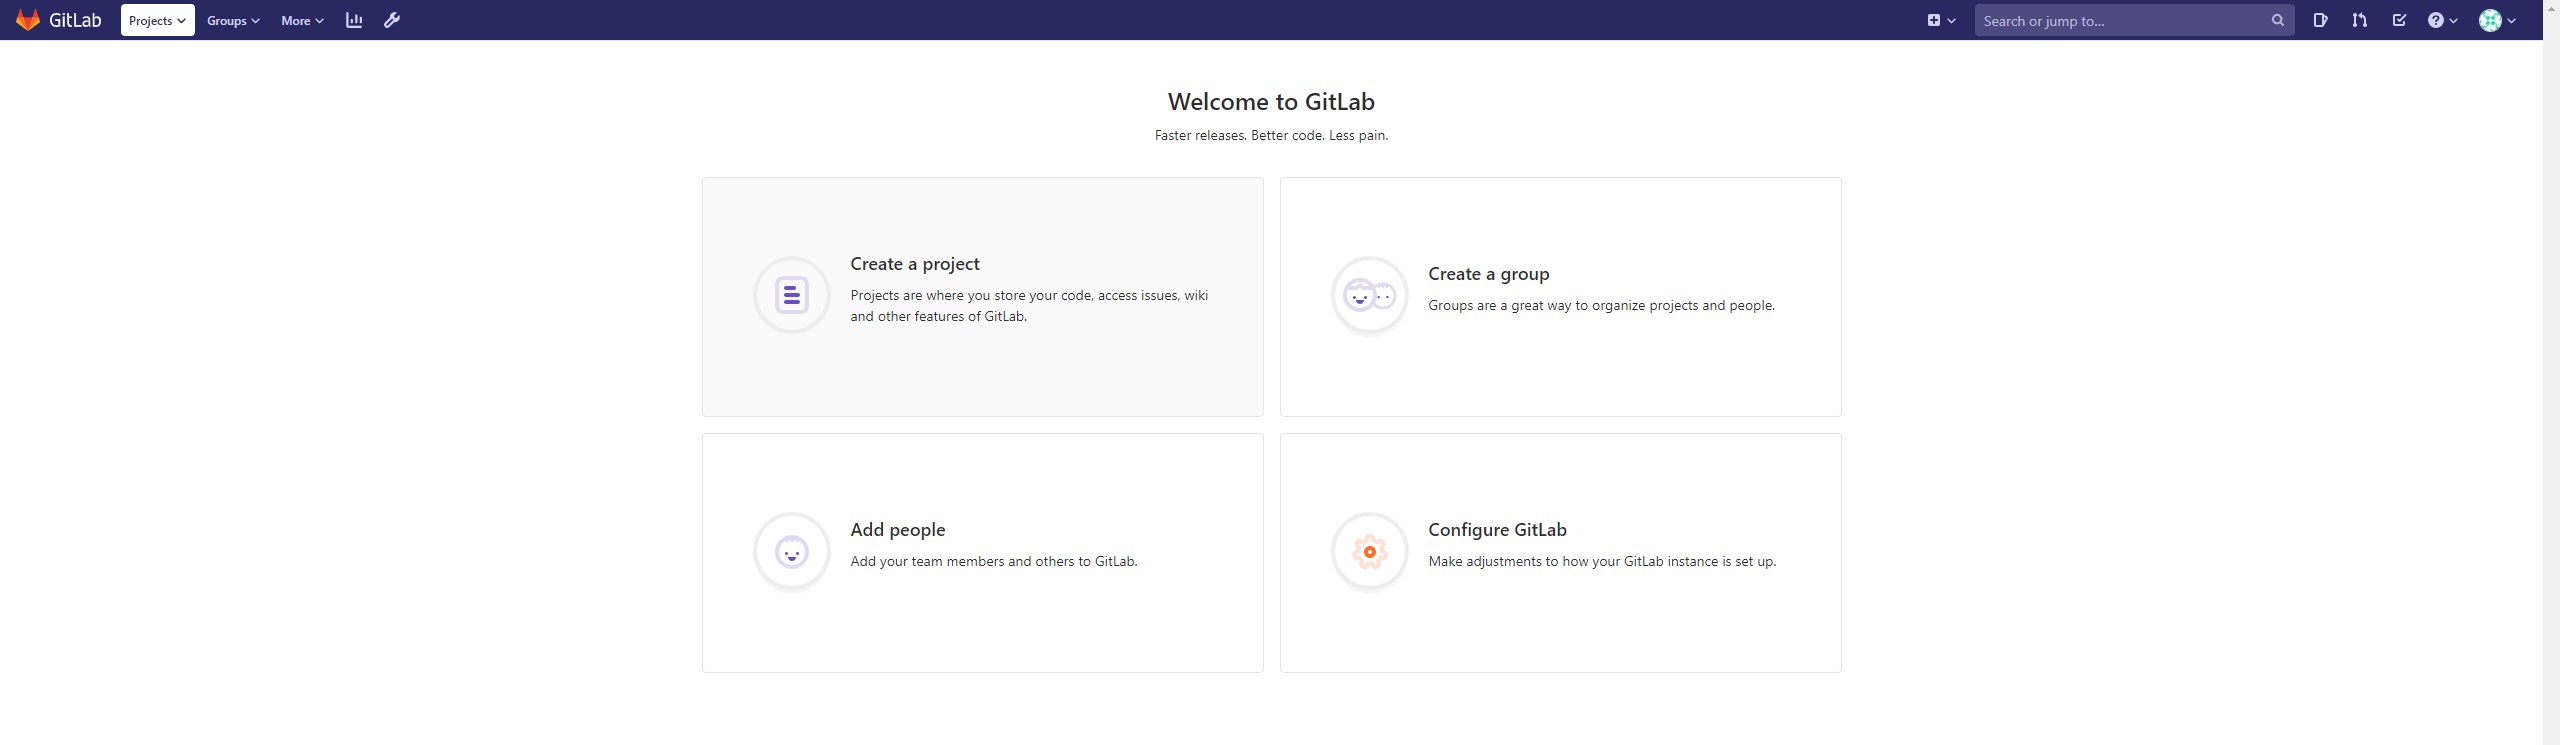 GitLab Projects Groups More Search or jump to...
Welcome to GitLab
Faster releases. Better code. Less pain.
Create a project
Projects are where you store your code, access issues, wiki
and other features of GitLab.
Create a group
Groups are a great way to organize projects and people.
Add people
Add your team members and others to GitLab.
Configure GitLab
Make adjustments to how your GitLab instance is set up.